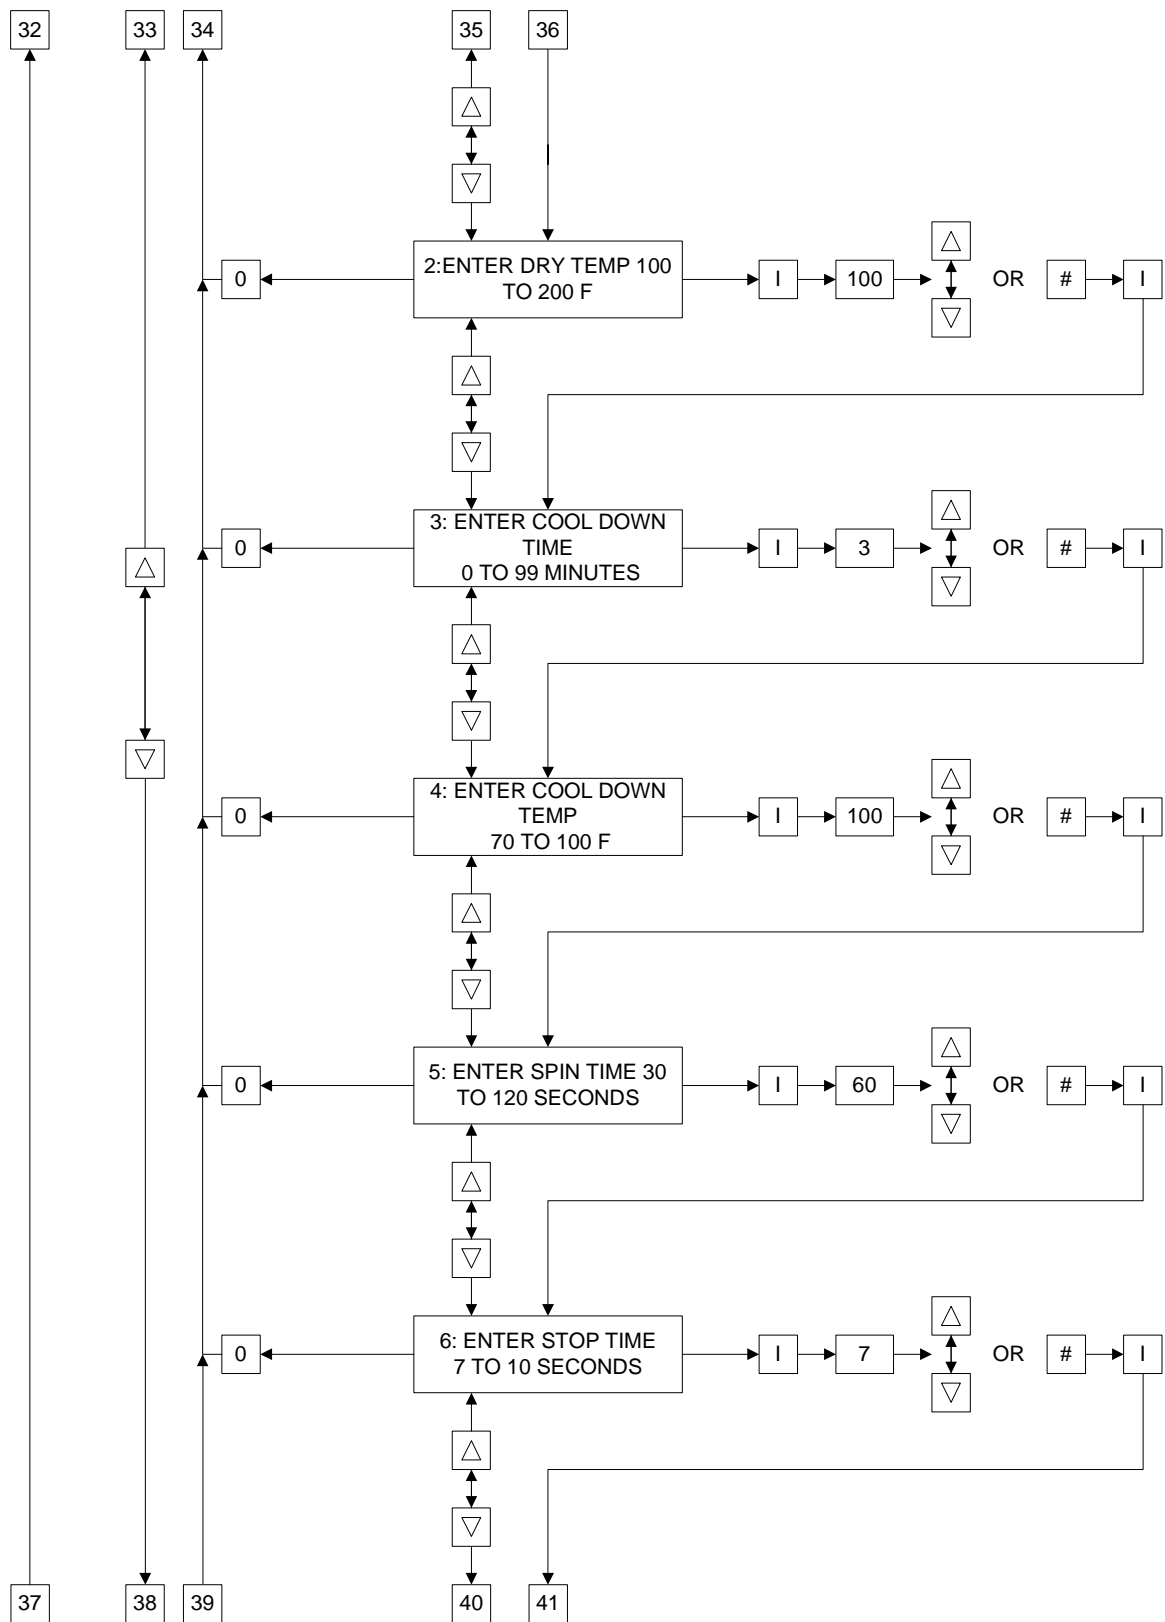 32 33 34 35 36
2:ENTER DRY TEMP 100
TO 200 F
0
I 100 OR # I
3: ENTER COOL DOWN
TIME
0 TO 99 MINUTES
0
I 3 OR # I
4: ENTER COOL DOWN
TEMP
70 TO 100 F
0
I 100 OR # I
5: ENTER SPIN TIME 30
TO 120 SECONDS
0
I 60 OR # I
6: ENTER STOP TIME
7 TO 10 SECONDS
0
I 7 OR # I
37 38 39 40 41